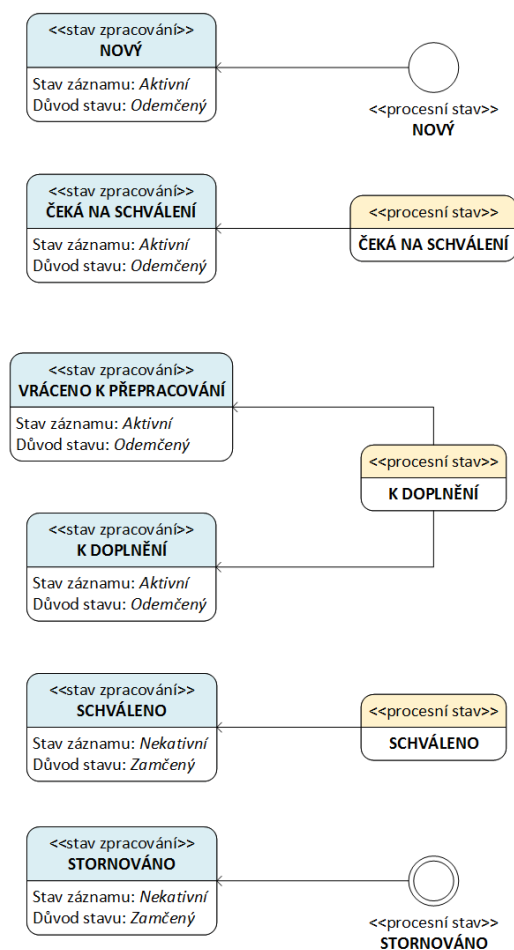 <<stav zpracování>>
NOVÝ
Stav záznamu: Aktivní
Důvod stavu: Odemčený
<<procesní stav>>
NOVÝ
<<stav zpracování>>
ČEKÁ NA SCHVÁLENÍ
Stav záznamu: Aktivní
Důvod stavu: Odemčený
<<procesní stav>>
ČEKÁ NA SCHVÁLENÍ
<<stav zpracování>>
VRÁCENO K PŘEPRACOVÁNÍ
Stav záznamu: Aktivní
Důvod stavu: Odemčený
<<procesní stav>>
K DOPLNĚNÍ
<<stav zpracování>>
K DOPLNĚNÍ
Stav záznamu: Aktivní
Důvod stavu: Odemčený
<<stav zpracování>>
SCHVÁLENO
Stav záznamu: Nekativní
Důvod stavu: Zamčený
<<procesní stav>>
SCHVÁLENO
<<stav zpracování>>
STORNOVÁNO
Stav záznamu: Nekativní
Důvod stavu: Zamčený
<<procesní stav>>
STORNOVÁNO